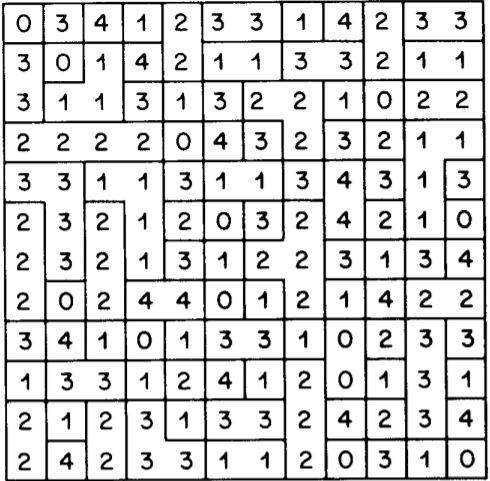 0 3 4 1 2 3 3 1 4 2 3 3
3 0 1 4 2 1 1 3 3 2 1 1
3 1 1 3 1 3 2 2 1 0 2 2
2 2 2 2 0 4 3 2 3 2 1 1
3 3 1 1 3 1 1 3 4 3 1 3
2 3 2 1 2 0 3 2 4 2 1 0
2 3 2 1 3 1 2 2 3 1 3 4
2 0 2 4 4 0 1 2 1 4 2 2
3 4 1 0 1 3 3 1 0 2 3 3
1 3 3 1 2 4 1 2 0 1 3 1
2 1 2 3 1 3 3 2 4 2 3 4
2 4 2 3 3 1 1 2 0 3 1 0